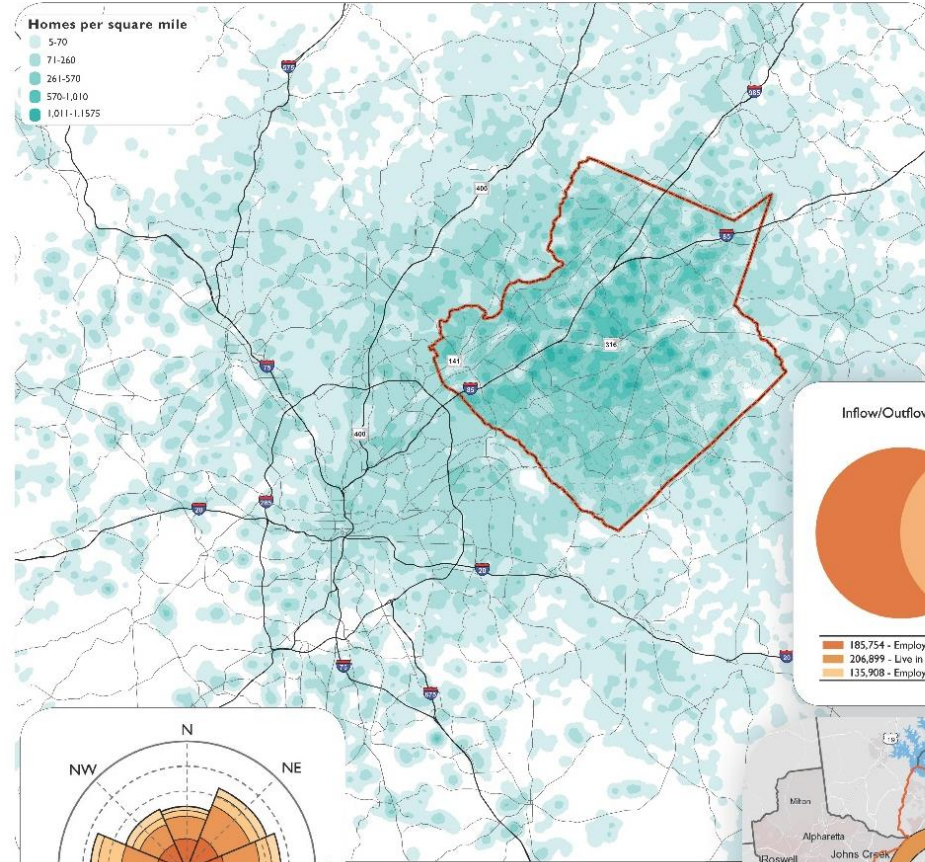 Homes per square mile
5-70
71-260
261-570
570-1,010
1,011-1.1575
575
985
400
85
316
141
75
85
400
20
285
20
20
75
675
Inflow/Outflow
185,754 - Employ
206,899 - Live in
135,908 - Employ
N
NW
NE
19
Milton
Alpharetta
Roswell
Johns Creek